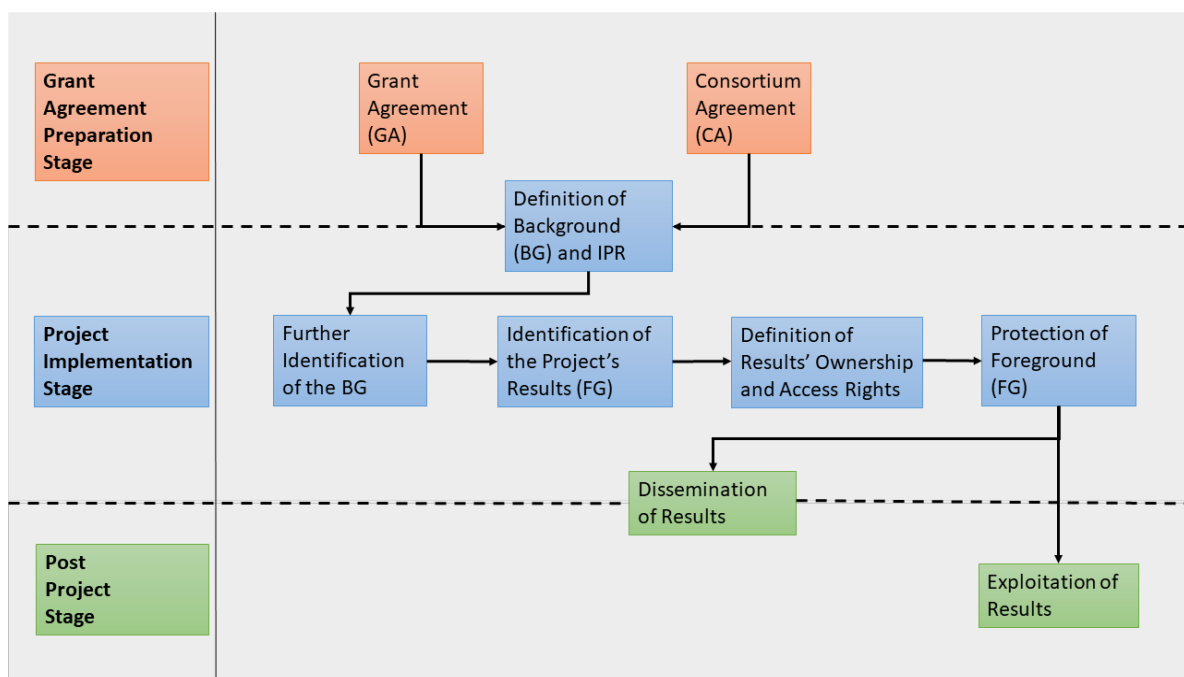 Grant
Agreement
Preparation
Stage
Grant
Agreement
(GA)
Consortium
Agreement
(CA)
Definition of
Background
(BG) and IPR
Project
Implementation
Stage
Further
Identification
of the BG
Identification of
the Project’s
Results (FG)
Definition of
Results’ Ownership
and Access Rights
Protection of
Foreground
(FG)
Dissemination
of Results
Post
Project
Stage
Exploitation of
Results